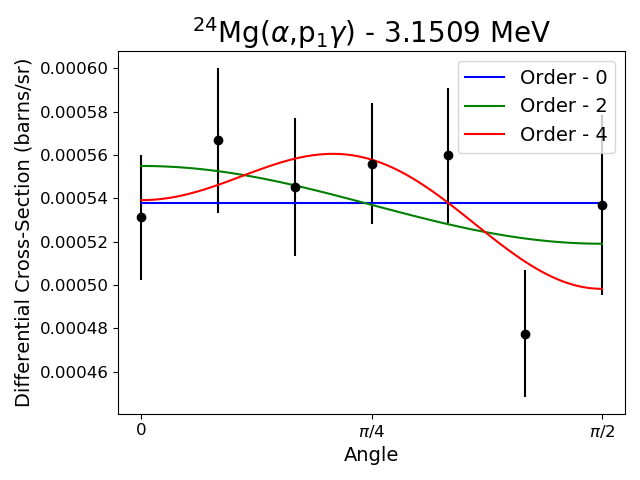 ²⁴Mg(α,p₁γ) - 3.1509 MeV
Differential Cross-Section (barns/sr)
0.00060
0.00058
0.00056
0.00054
0.00052
0.00050
0.00048
0.00046
Order - 0
Order - 2
Order - 4
0 π/4 π/2
Angle